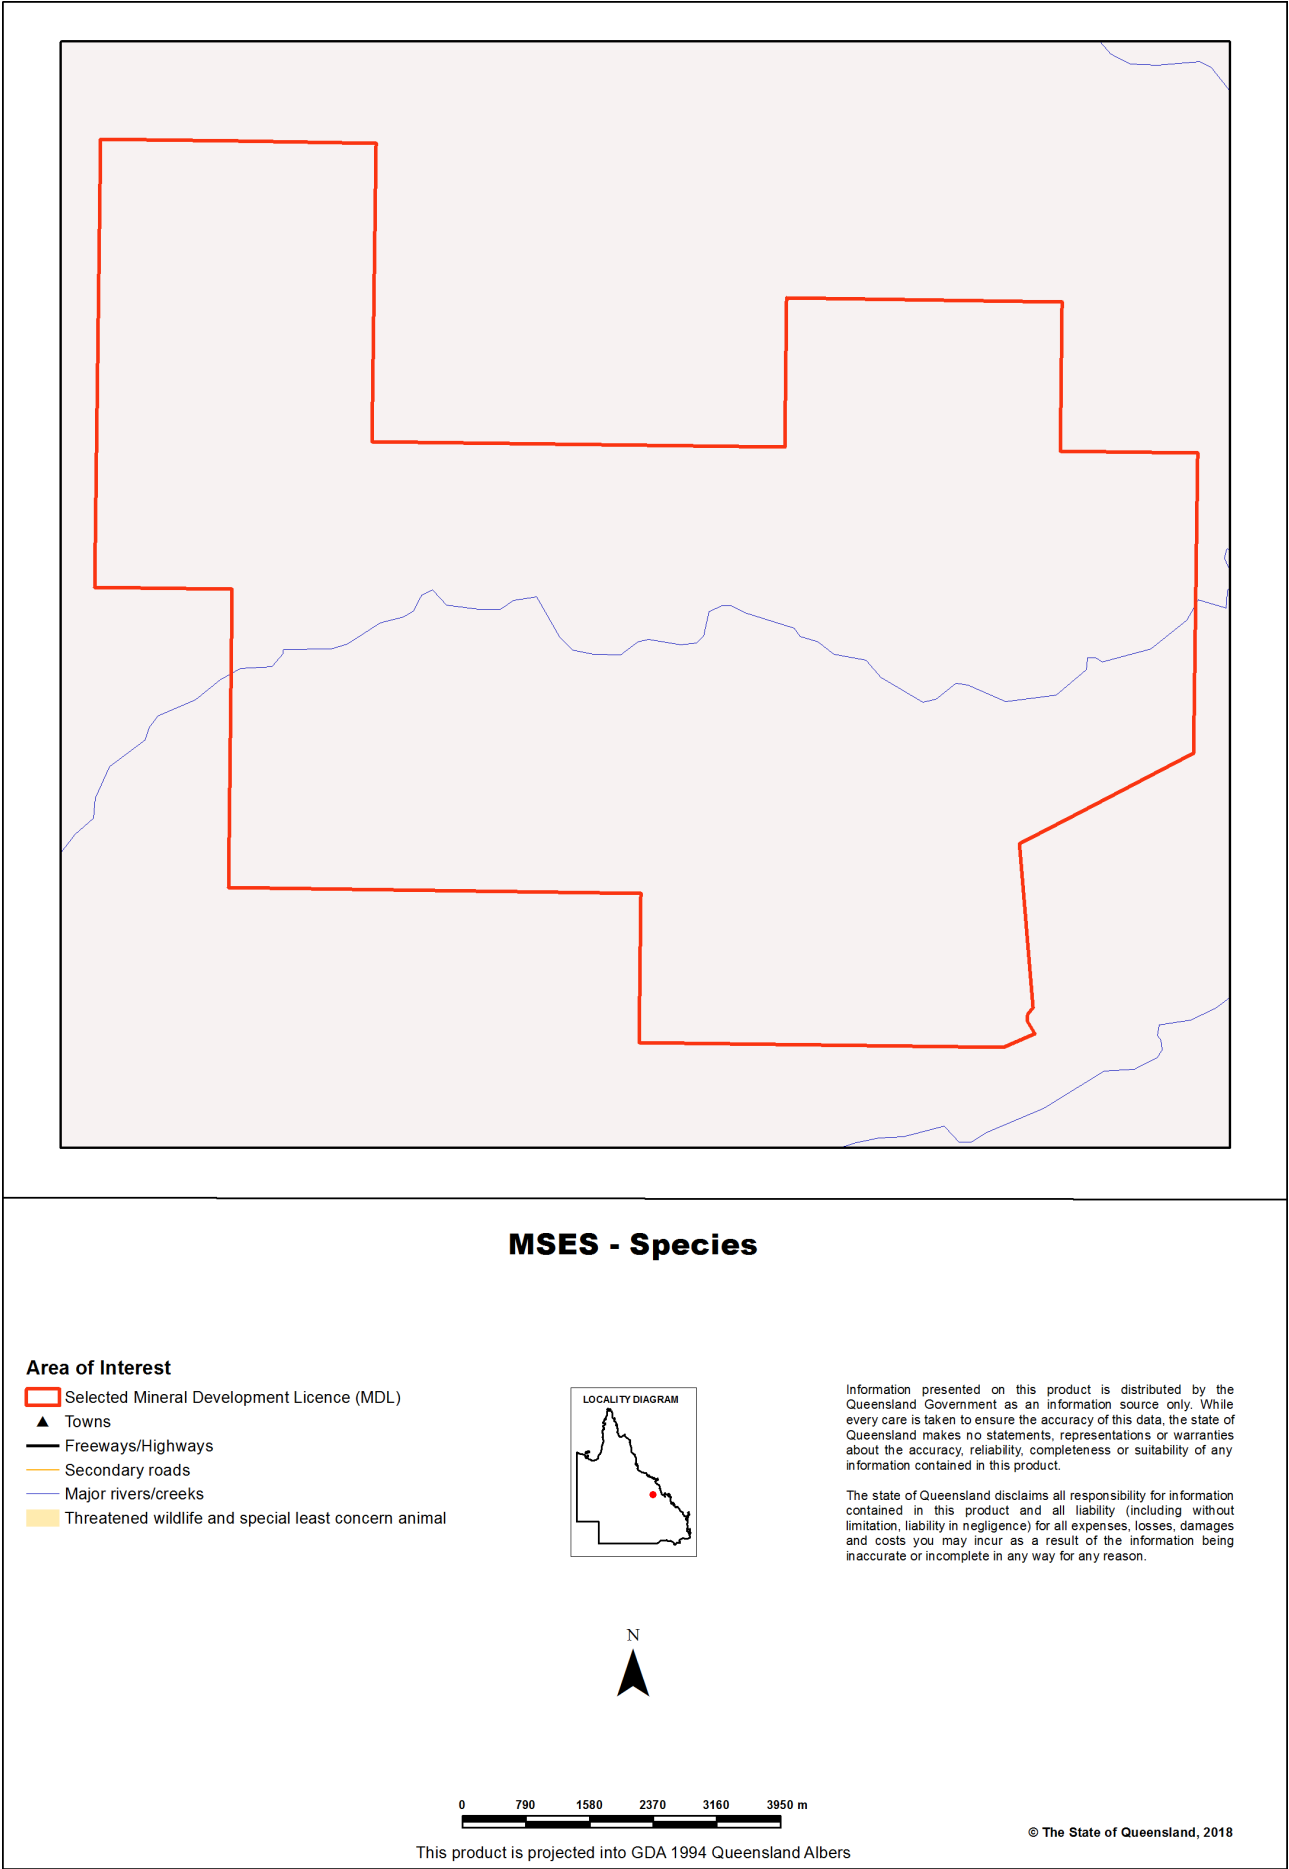 MSES - Species
Area of Interest
Selected Mineral Development Licence (MDL)
Towns
Freeways/Highways
Secondary roads
Major rivers/creeks
Threatened wildlife and special least concern animal
LOCALITY DIAGRAM
Information presented on this product is distributed by the
Queensland Government as an information source only. While
every care is taken to ensure the accuracy of this data, the state of
Queensland makes no statements, representations or warranties
about the accuracy, reliability, completeness or suitability of any
information contained in this product.
The state of Queensland disclaims all responsibility for information
contained in this product and all liability (including without
limitation, liability in negligence) for all expenses, losses, damages
and costs you may incur as a result of the information being
inaccurate or incomplete in any way for any reason.
N
0 790 1580 2370 3160 3950 m
This product is projected into GDA 1994 Queensland Albers
© The State of Queensland, 2018